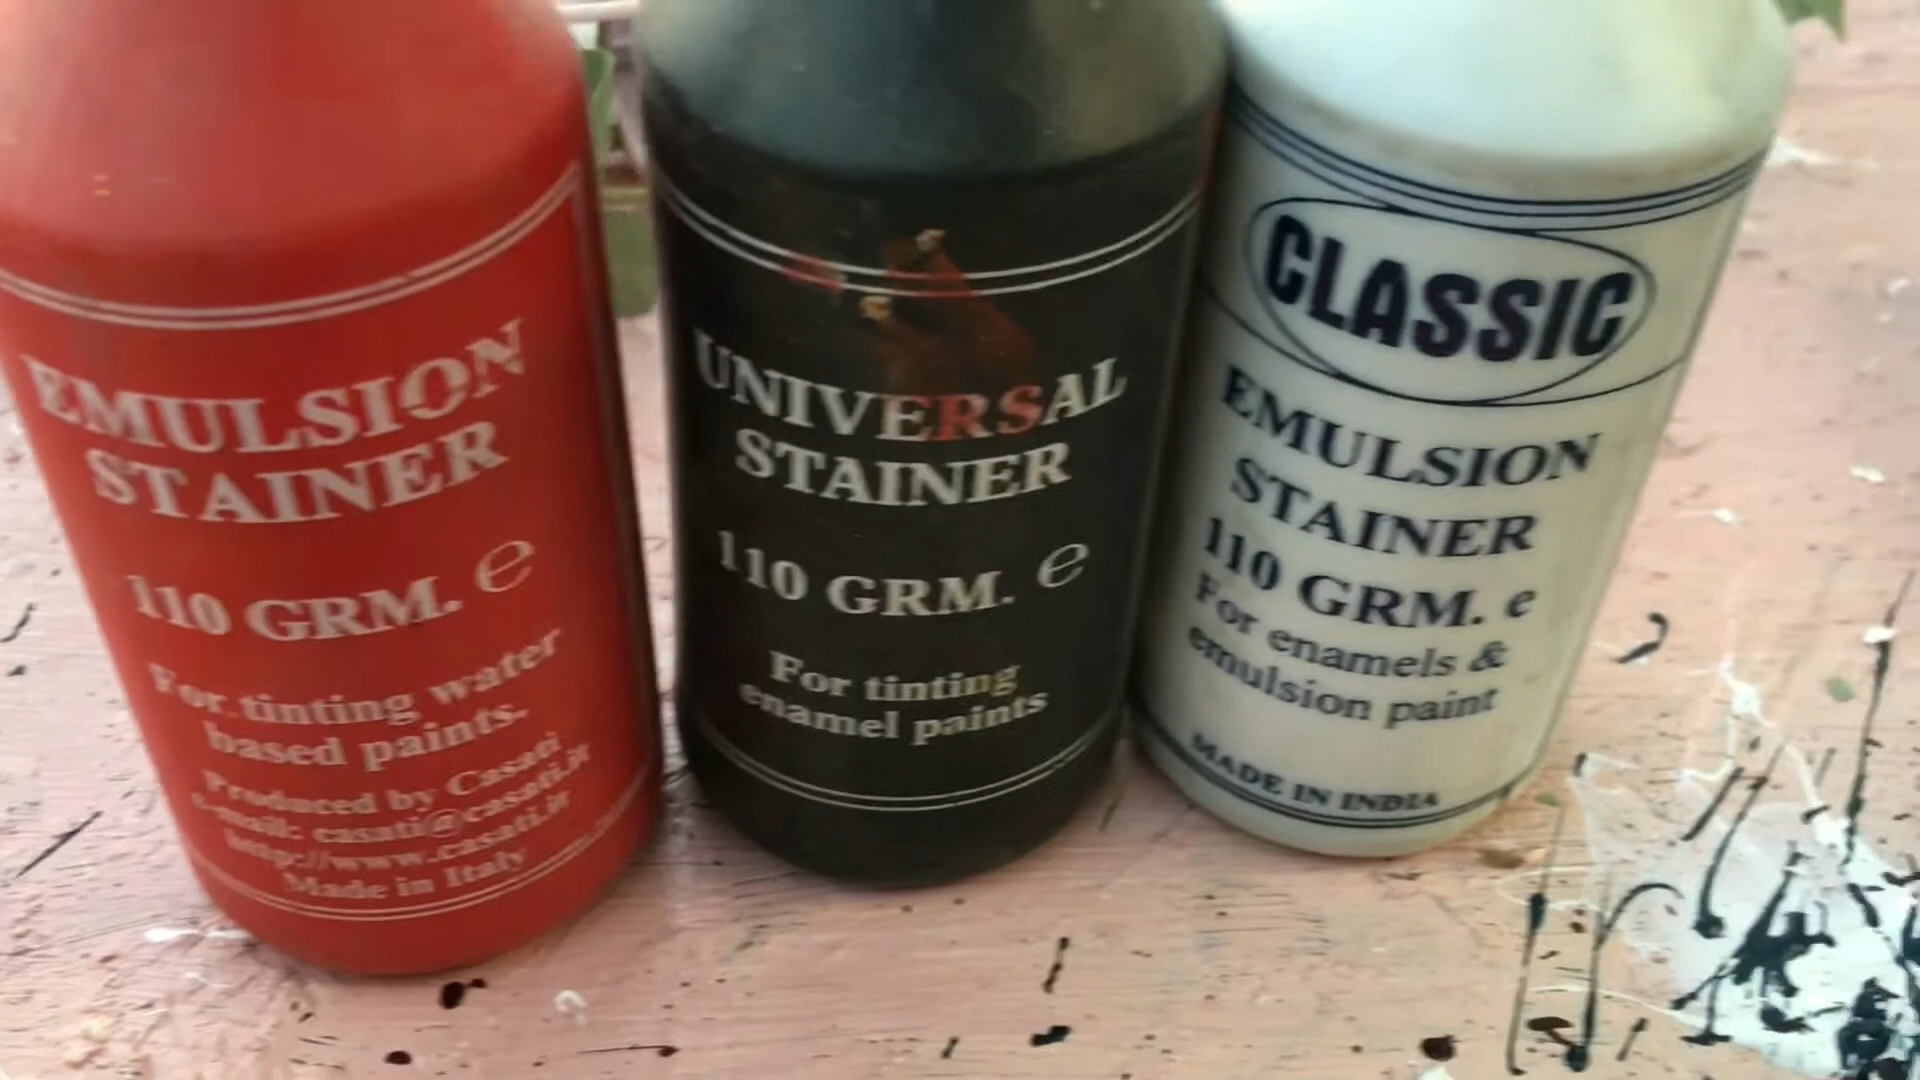 EMULSION
STAINER
110 GRM. e
For tinting water
based paints.
Produced by Casati
e-mail: casati@casati.it
http://www.casati.it
Made in Italy
UNIVERSAL
STAINER
110 GRM. e
For tinting
enamel paints
CLASSIC
EMULSION
STAINER
110 GRM. e
For enamels &
emulsion paint
MADE IN INDIA